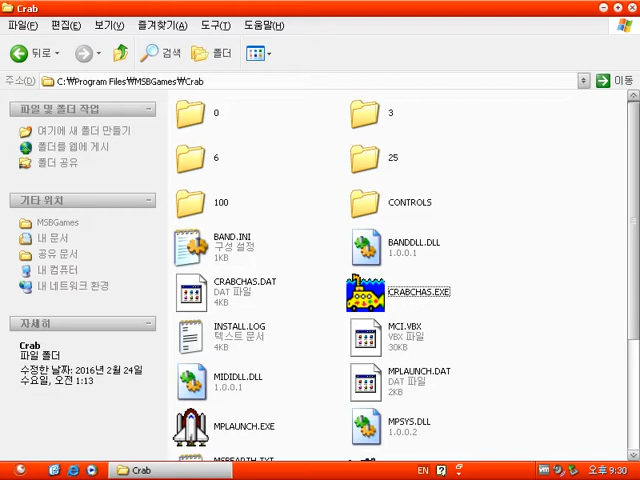 Crab
파일(F) 편집(E) 보기(V) 즐겨찾기(A) 도구(T) 도움말(H)
뒤로 검색 폴더
주소(D) C:₩Program Files₩MSBGames₩Crab 이동
파일 및 폴더 작업
여기에 새 폴더 만들기
폴더를 웹에 게시
폴더 공유
기타 위치
MSBGames
내 문서
공유 문서
내 컴퓨터
내 네트워크 환경
자세히
Crab
파일 폴더
수정한 날짜: 2016년 2월 24일
수요일, 오전 1:13
0
3
6
25
100
CONTROLS
BAND.INI
구성 설정
1KB
BANDDLL.DLL
1.0.0.1
CRABCHAS.DAT
DAT 파일
4KB
CRABCHAS.EXE
INSTALL.LOG
텍스트 문서
4KB
MCI.VBX
VBX 파일
30KB
MIDIDLL.DLL
1.0.0.1
MPLAUNCH.DAT
DAT 파일
2KB
MPLAUNCH.EXE
MPSYS.DLL
1.0.0.2
Crab
EN
오후 9:30